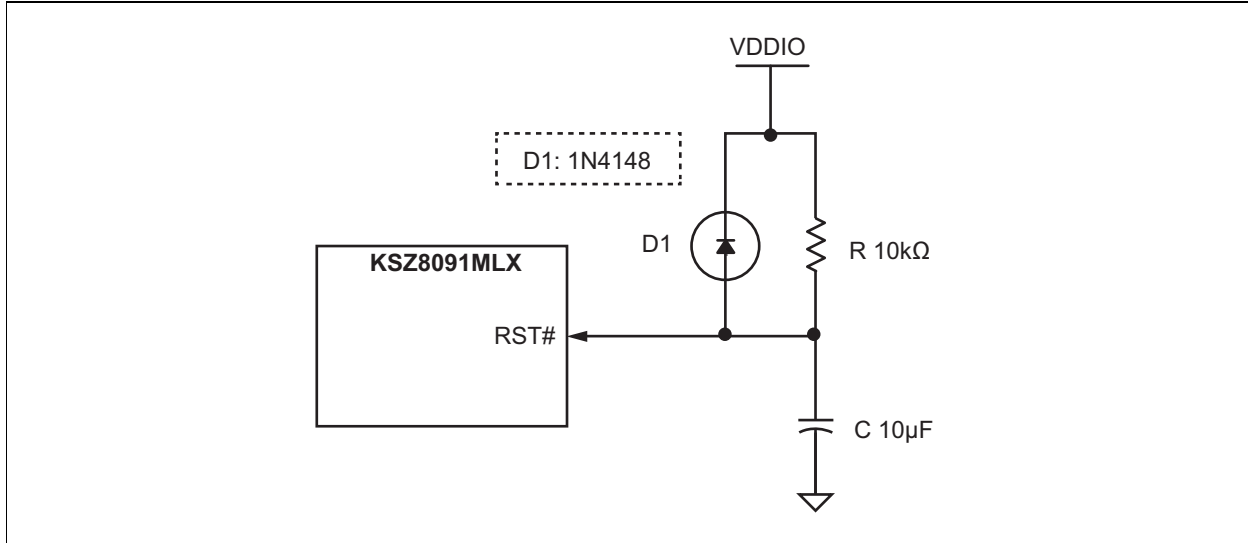 VDDIO
D1: 1N4148
D1
R 10kΩ
KSZ8091MLX
RST#
C 10µF